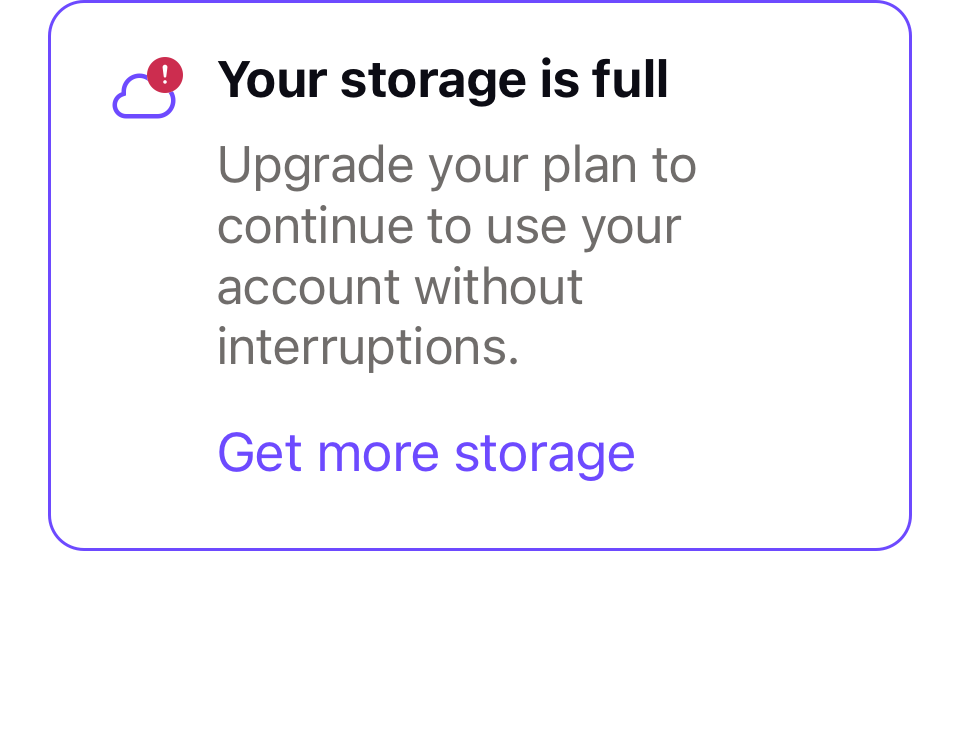 Your storage is full
Upgrade your plan to
continue to use your
account without
interruptions.
Get more storage